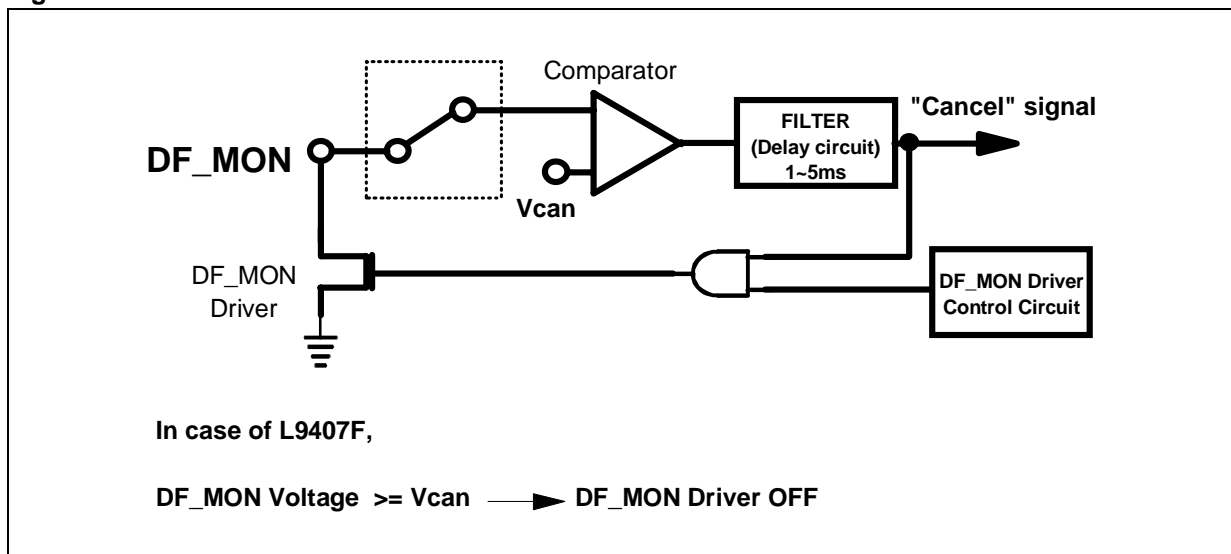 Comparator
DF_MON
Vcan
FILTER
(Delay circuit)
1~5ms
"Cancel" signal
DF_MON
Driver
DF_MON Driver
Control Circuit
In case of L9407F,
DF_MON Voltage >= Vcan DF_MON Driver OFF